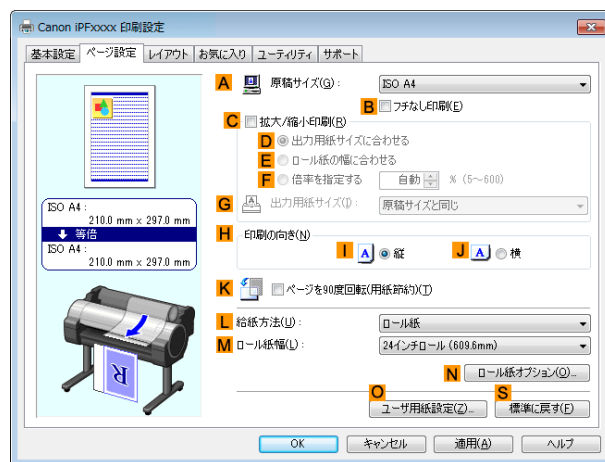 Canon iPFxxxx 印刷設定
基本設定 ページ設定 レイアウト お気に入り ユーティリティ サポート
A 原稿サイズ(G) : ISO A4
B フチなし印刷(E)
C 拡大/縮小印刷(R)
D 出力用紙サイズに合わせる
E ロール紙の幅に合わせる
F 倍率を指定する 自動 % (5～600)
G 出力用紙サイズ(I) : 原稿サイズと同じ
ISO A4 :
210.0 mm x 297.0 mm
等倍
ISO A4 :
210.0 mm x 297.0 mm
H 印刷の向き(N)
I A 縦 J A 横
K ページを90度回転(用紙節約)(T)
L 給紙方法(U) : ロール紙
M ロール紙幅(L) : 24インチロール (609.6mm)
N ロール紙オプション(O)...
R
O ユーザ用紙設定(Z)... S 標準に戻す(F)
OK キャンセル 適用(A) ヘルプ